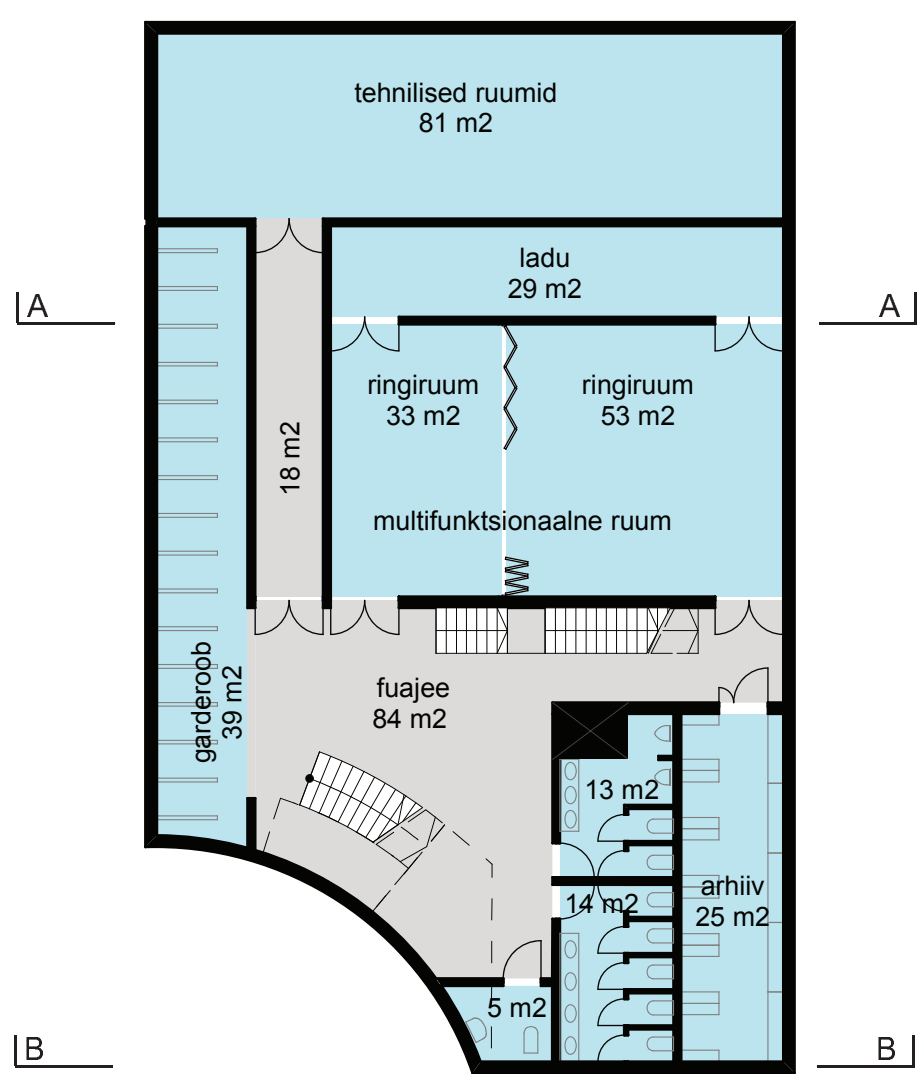 tehnilised ruumid
81 m2
ladu
29 m2
A
A
ringiruum
33 m2
ringiruum
53 m2
18 m2
multifunktsionaalne ruum
garderoob
39 m2
fuajee
84 m2
13 m2
arhiiv
25 m2
14 m2
5 m2
B
B